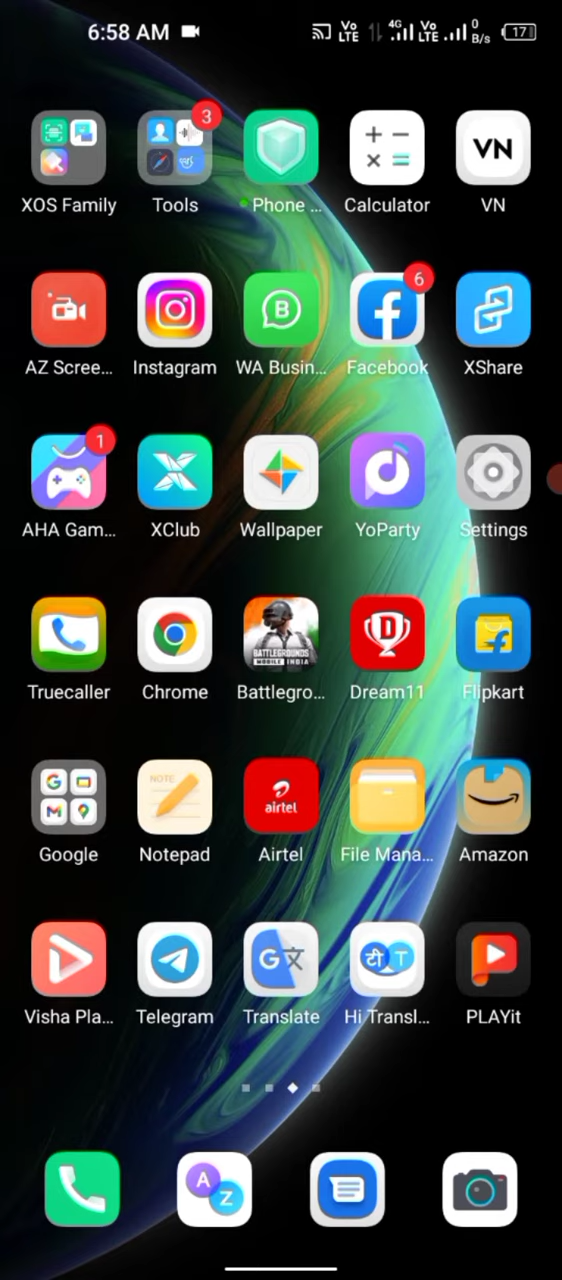 6:58 AM Vo LTE 4G Vo LTE 0 B/s 17
3
XOS Family Tools Phone ... Calculator VN
VN
6
AZ Scree... Instagram WA Busin... Facebook XShare
B
1
AHA Gam... XClub Wallpaper YoParty Settings
BATTLEGROUNDS
MOBILE INDIA
D
Truecaller Chrome Battlegro... Dream11 Flipkart
G
M
NOTE
airtel
Google Notepad Airtel File Mana... Amazon
G 文 टी T
Visha Pla... Telegram Translate Hi Transl... PLAYit
A
Z